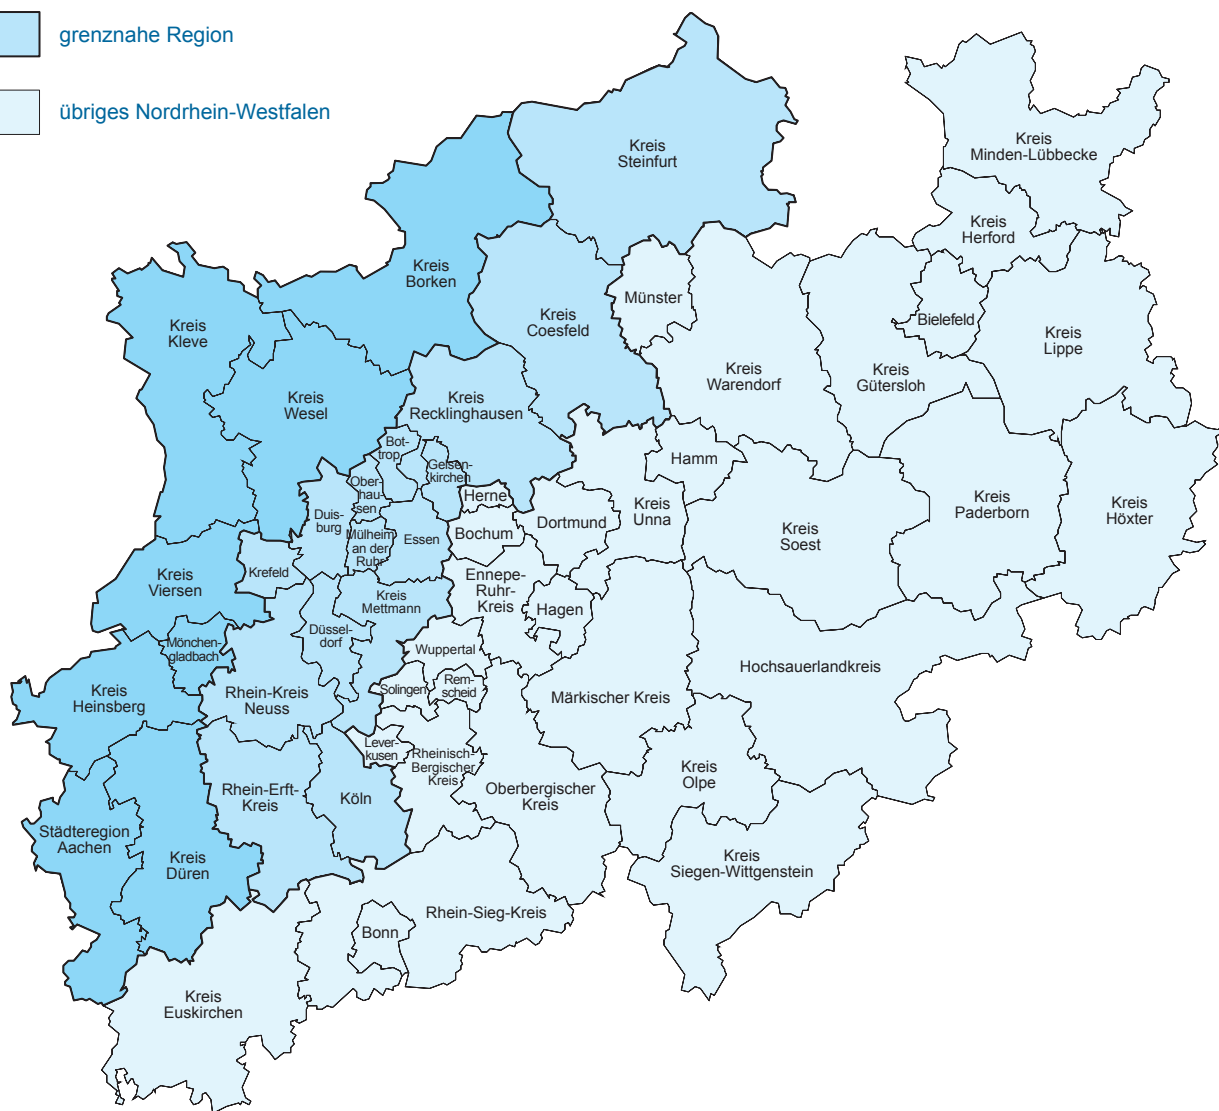 grenznahe Region
übriges Nordrhein-Westfalen
Kreis
Steinfurt
Kreis
Minden-Lübbecke
Kreis
Herford
Kreis
Borken
Münster
Kreis
Coesfeld
Bielefeld
Kreis
Kleve
Kreis
Lippe
Kreis
Warendorf
Kreis
Gütersloh
Kreis
Wesel
Kreis
Recklinghausen
Bot-
trop
Gelsen-
kirchen
Hamm
Ober-
hau-
sen
Herne
Kreis
Unna
Kreis
Paderborn
Kreis
Höxter
Duis-
burg
Dortmund
Kreis
Soest
Mülheim
an der
Ruhr
Essen
Bochum
Krefeld
Kreis
Viersen
Ennepe-
Ruhr-
Kreis
Kreis
Mettmann
Hagen
Düssel-
dorf
Mönchen-
gladbach
Wuppertal
Hochsauerlandkreis
Kreis
Heinsberg
Rhein-Kreis
Neuss
Solingen
Rem-
scheid
Märkischer Kreis
Lever-
kusen
Rheinisch-
Bergischer
Kreis
Kreis
Olpe
Rhein-Erft-
Kreis
Köln
Oberbergischer
Kreis
Städteregion
Aachen
Kreis
Düren
Kreis
Siegen-Wittgenstein
Rhein-Sieg-Kreis
Bonn
Kreis
Euskirchen